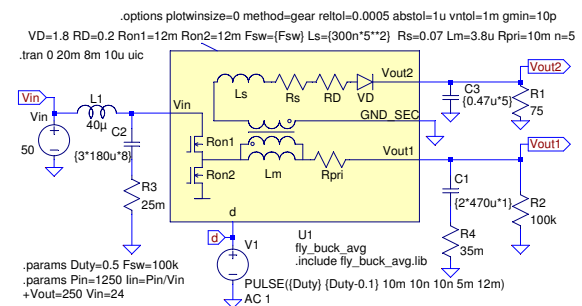 .options plotwinsize=0 method=gear reltol=0.0005 abstol=1u vntol=1m gmin=10p
VD=1.8 RD=0.2 Ron1=12m Ron2=12m Fsw={Fsw} Ls={300n*5**2} Rs=0.07 Lm=3.8u Rpri=10m n=5
.tran 0 20m 8m 10u uic
Vout2
Vout2
Ls
Rs
RD
VD
C3
{0.47u*5}
R1
75
Vin
L1
Vin
Vin
40µ
C2
{3*180u*8}
50
GND_SEC
Ron1
Ron2
Lm
Rpri
Vout1
Vout1
R3
25m
C1
{2*470u*1}
R2
100k
R4
35m
d
d
V1
U1
fly_buck_avg
.include fly_buck_avg.lib
.params Duty=0.5 Fsw=100k
.params Pin=1250 Iin=Pin/Vin
+Vout=250 Vin=24
PULSE({Duty} {Duty-0.1} 10m 10n 10n 5m 12m)
AC 1